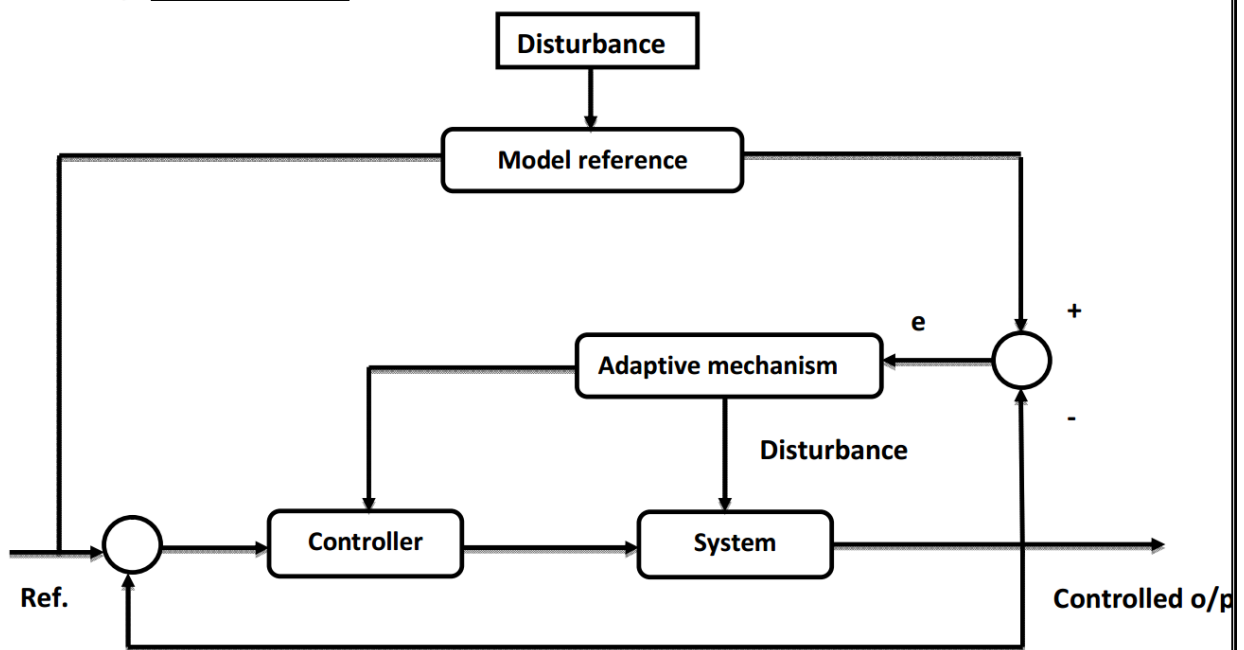 Disturbance
Model reference
+
e
Adaptive mechanism
-
Disturbance
Controller
System
Ref.
Controlled o/p